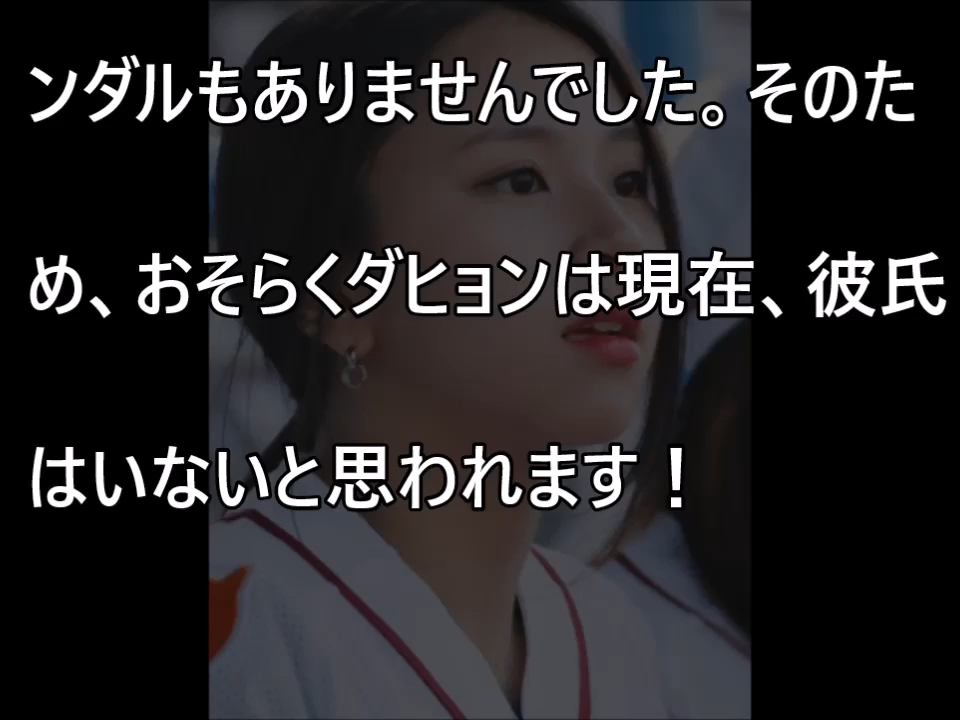 ンダルもありませんでした。そのた
め、おそらくダヒョンは現在、彼氏
はいないと思われます！